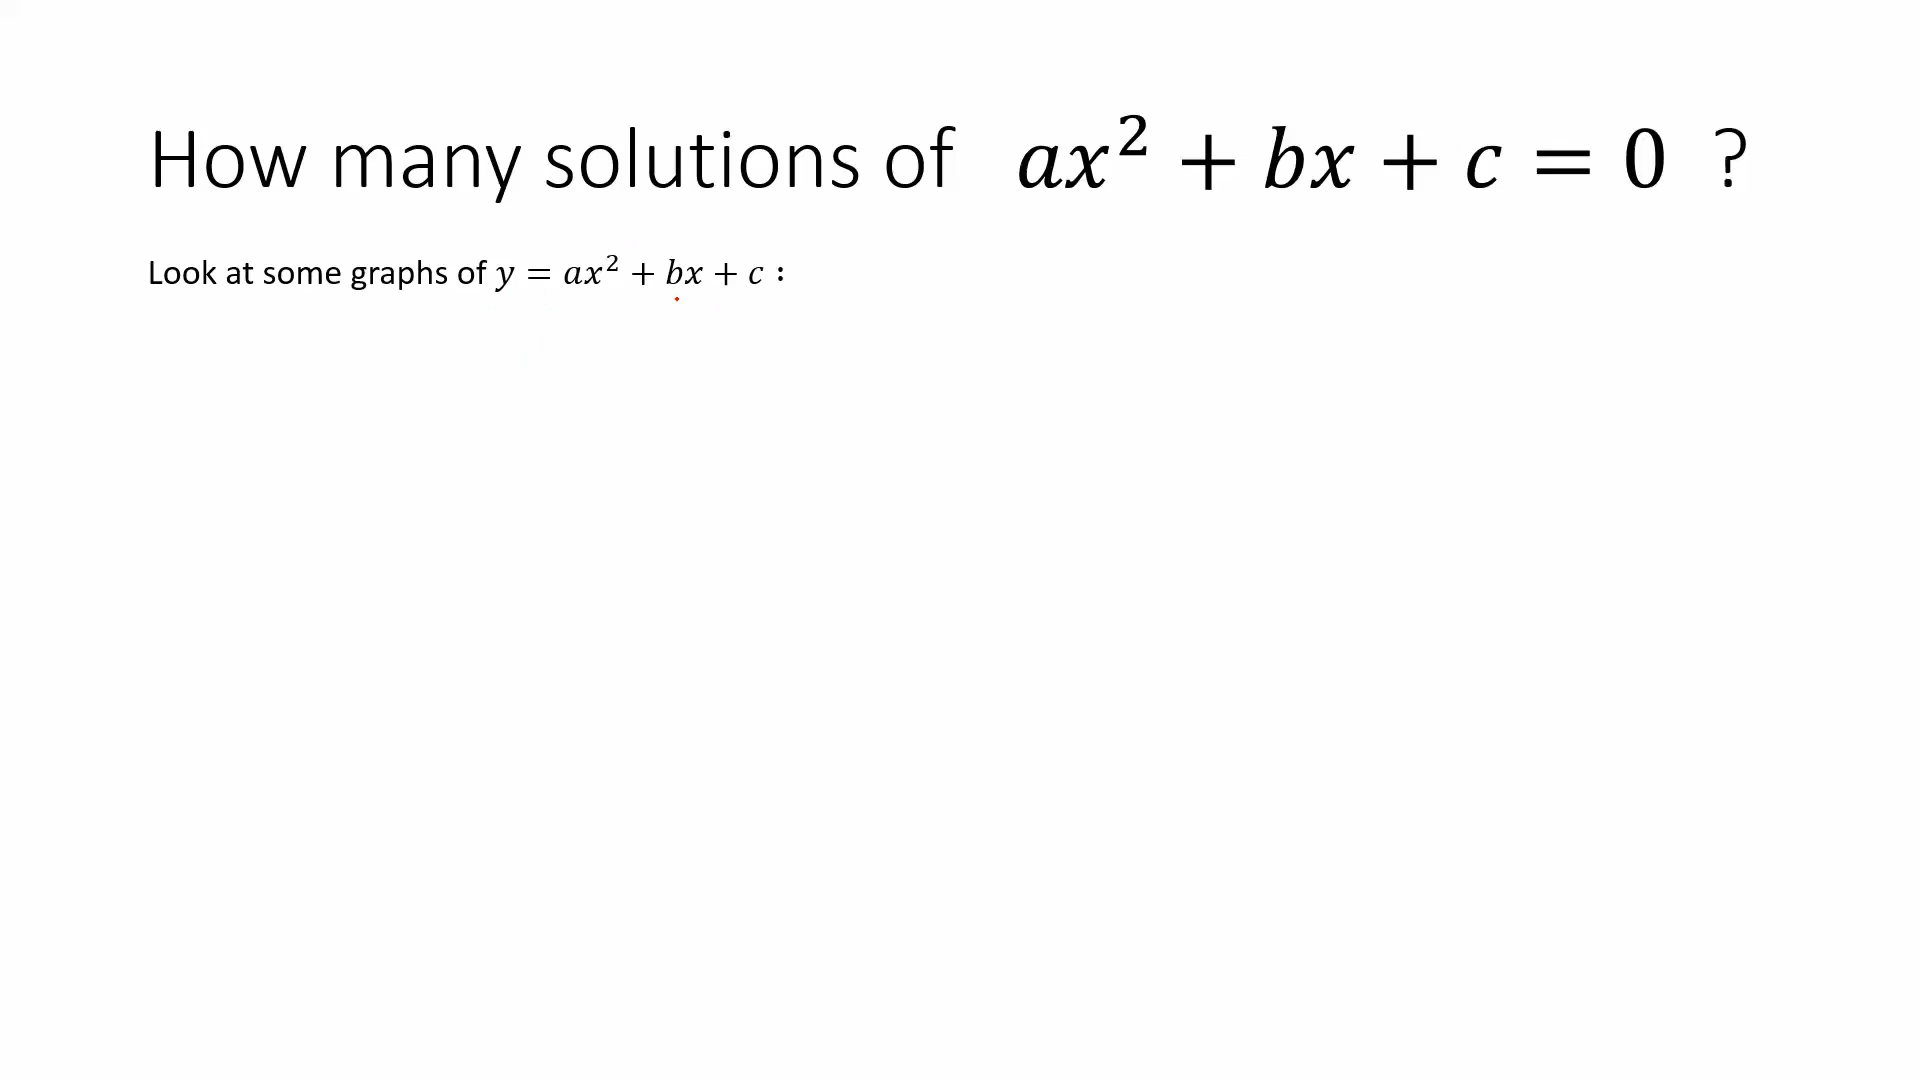 How many solutions of 𝑎𝑥² + 𝑏𝑥 + 𝑐 = 0 ?
Look at some graphs of 𝑦 = 𝑎𝑥² + 𝑏𝑥 + 𝑐 :